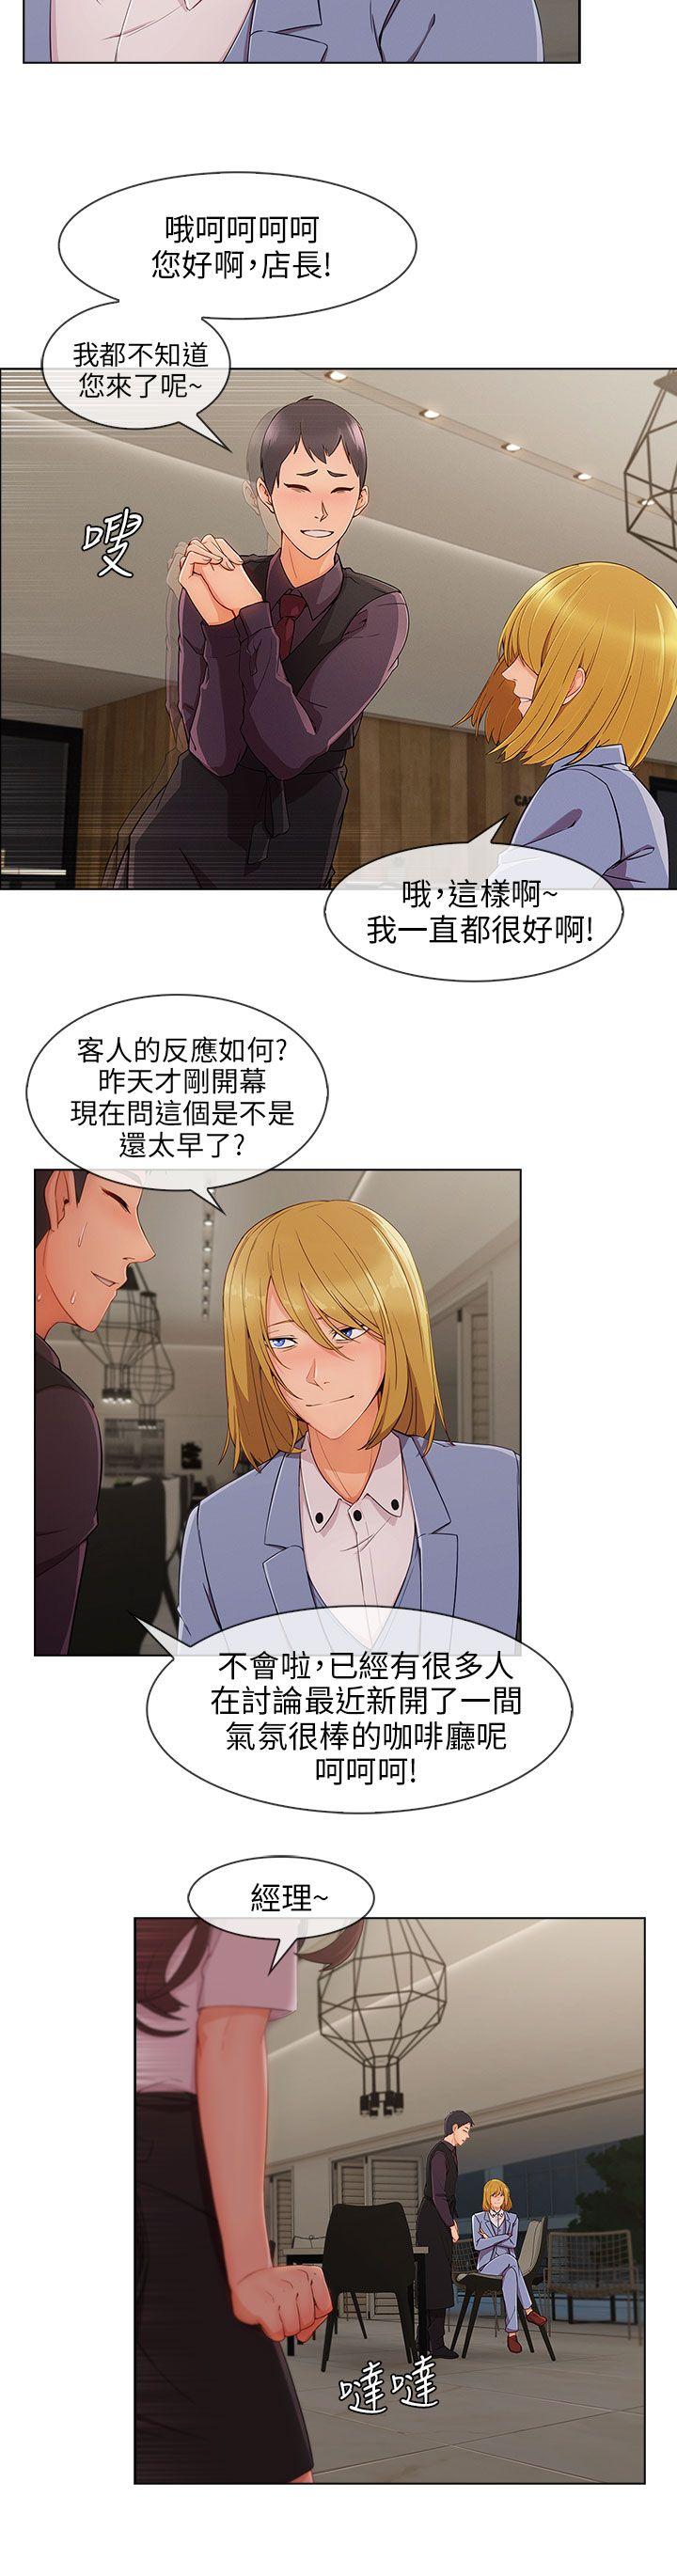 哦呵呵呵呵
您好啊，店長！
我都不知道
您來了呢~
嗖
CA
哦，這樣啊~
我一直都很好啊！
客人的反應如何？
昨天才剛開幕
現在問這個是不是
還太早了？
不會啦，已經有很多人
在討論最近新開了一間
氣氛很棒的咖啡廳呢
呵呵呵！
經理~
噠噠